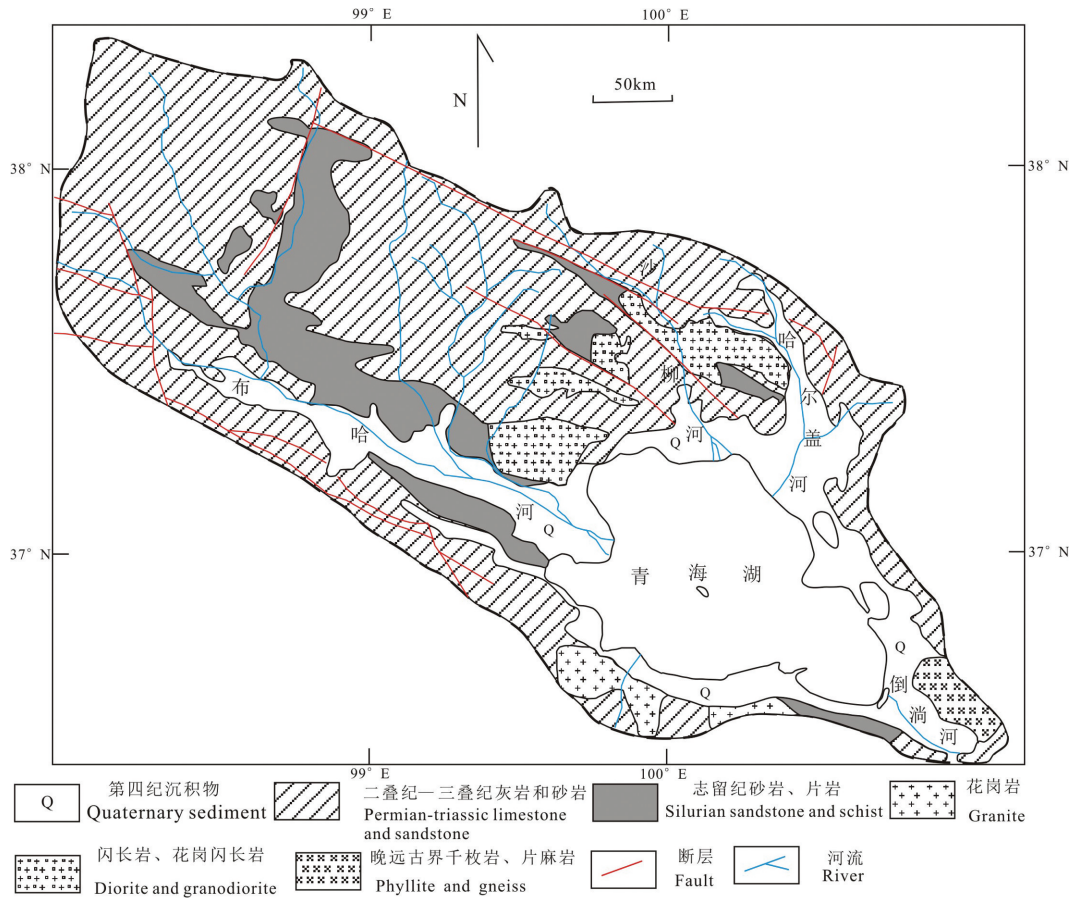 99° E
100° E
N
50km
38° N
38° N
沙
哈
柳
尔
布
哈
Q
河
盖
河
河
Q
37° N
37° N
青 海 湖
Q
倒
Q
淌
河
99° E
100° E
Q
第四纪沉积物
Quaternary sediment
二叠纪—三叠纪灰岩和砂岩
Permian-triassic limestone
and sandstone
志留纪砂岩、片岩
Silurian sandstone and schist
花岗岩
Granite
闪长岩、花岗闪长岩
Diorite and granodiorite
晚远古界千枚岩、片麻岩
Phyllite and gneiss
断层
Fault
河流
River